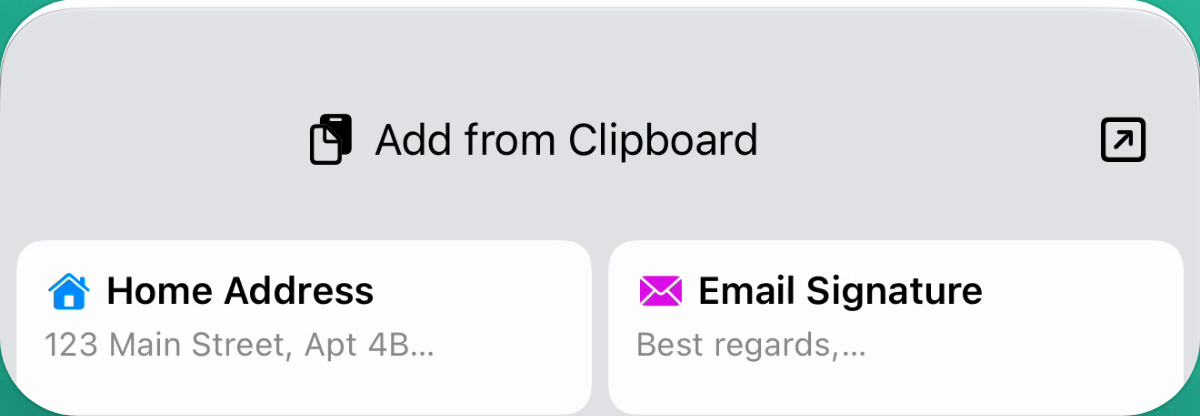 Add from Clipboard
Home Address
123 Main Street, Apt 4B...
Email Signature
Best regards,...